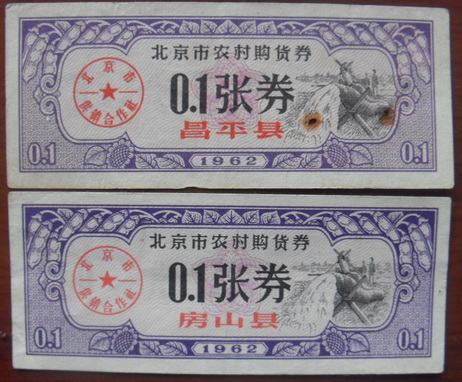 北京市农村购货券
北京市
供销合作社
0.1张券
昌平县
0.1
1962
0.1
北京市农村购货券
北京市
供销合作社
0.1张券
房山县
0.1
1962
0.1